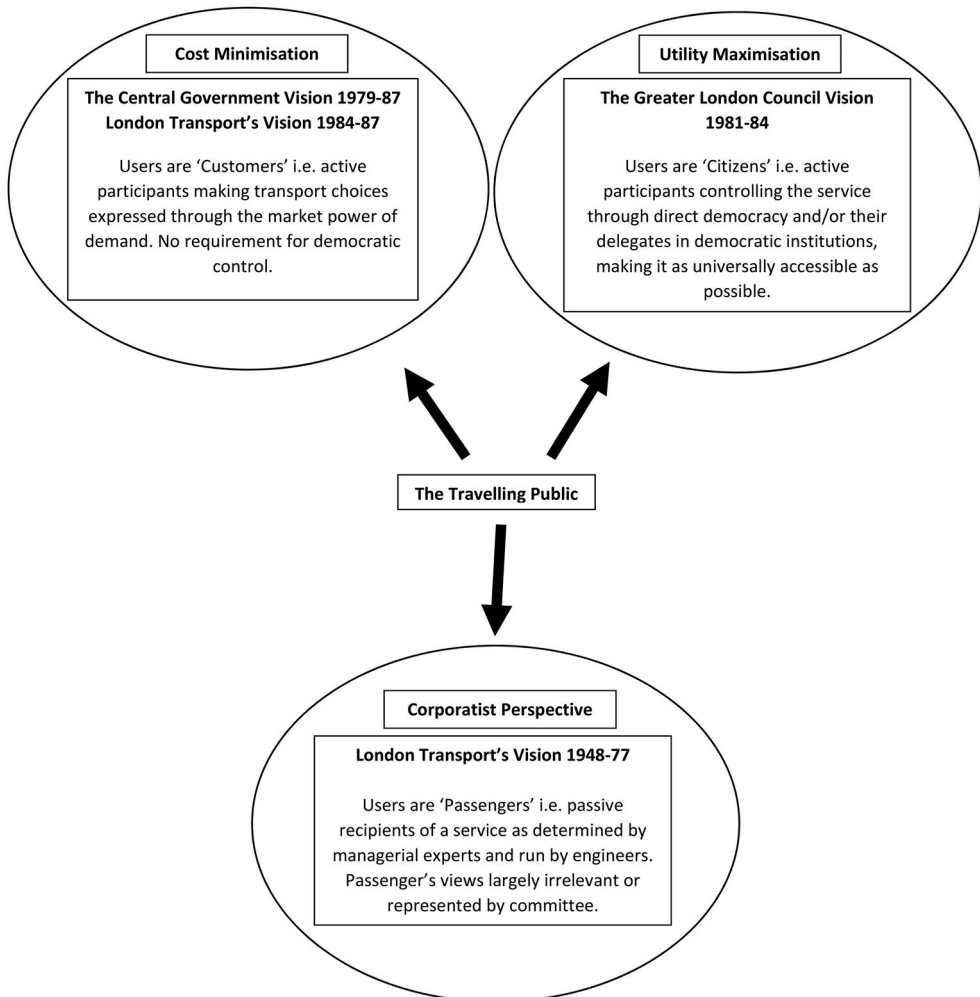 Cost Minimisation
The Central Government Vision 1979-87
London Transport’s Vision 1984-87
Users are ‘Customers’ i.e. active
participants making transport choices
expressed through the market power of
demand. No requirement for democratic
control.
Utility Maximisation
The Greater London Council Vision
1981-84
Users are ‘Citizens’ i.e. active
participants controlling the service
through direct democracy and/or their
delegates in democratic institutions,
making it as universally accessible as
possible.
The Travelling Public
Corporatist Perspective
London Transport’s Vision 1948-77
Users are ‘Passengers’ i.e. passive
recipients of a service as determined by
managerial experts and run by engineers.
Passenger’s views largely irrelevant or
represented by committee.